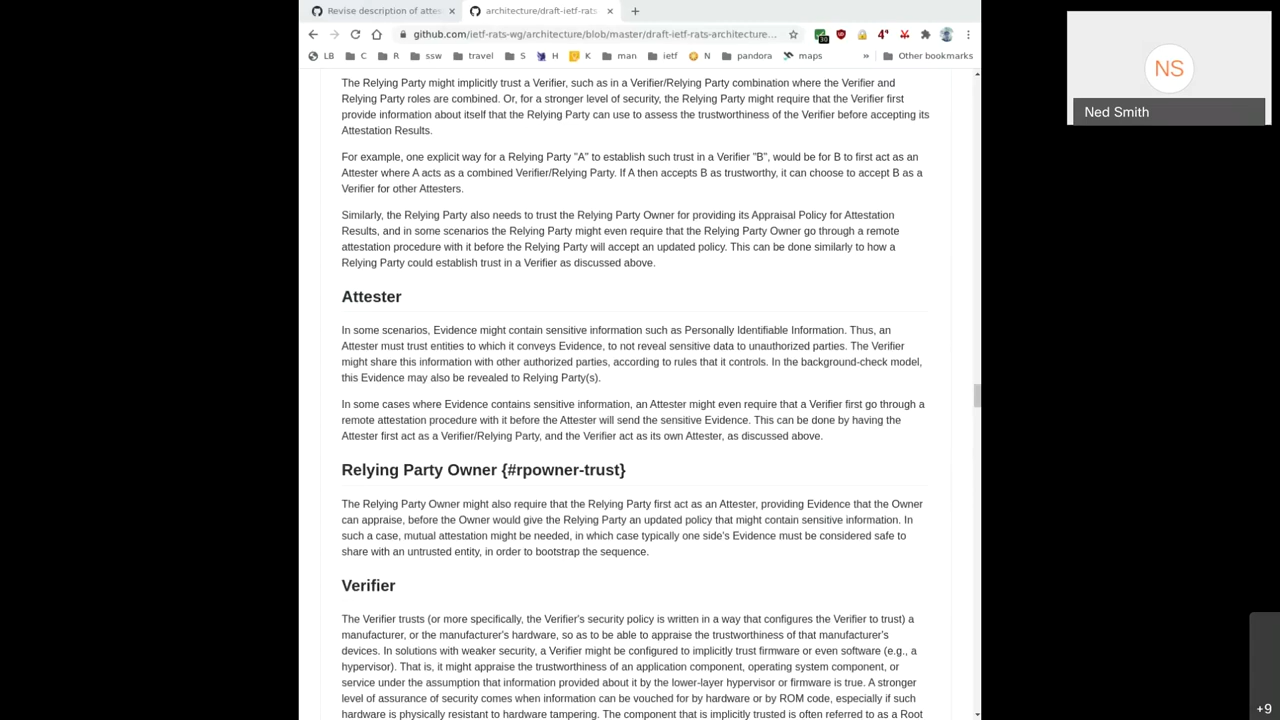 Revise description of attes
architecture/draft-ietf-rats-
github.com/ietf-rats-wg/architecture/blob/master/draft-ietf-rats-architecture...
LB C R ssw travel S H K man ietf N pandora maps » Other bookmarks
The Relying Party might implicitly trust a Verifier, such as in a Verifier/Relying Party combination where the Verifier and
Relying Party roles are combined. Or, for a stronger level of security, the Relying Party might require that the Verifier first
provide information about itself that the Relying Party can use to assess the trustworthiness of the Verifier before accepting its
Attestation Results.
For example, one explicit way for a Relying Party "A" to establish such trust in a Verifier "B", would be for B to first act as an
Attester where A acts as a combined Verifier/Relying Party. If A then accepts B as trustworthy, it can choose to accept B as a
Verifier for other Attesters.
Similarly, the Relying Party also needs to trust the Relying Party Owner for providing its Appraisal Policy for Attestation
Results, and in some scenarios the Relying Party might even require that the Relying Party Owner go through a remote
attestation procedure with it before the Relying Party will accept an updated policy. This can be done similarly to how a
Relying Party could establish trust in a Verifier as discussed above.
Attester
In some scenarios, Evidence might contain sensitive information such as Personally Identifiable Information. Thus, an
Attester must trust entities to which it conveys Evidence, to not reveal sensitive data to unauthorized parties. The Verifier
might share this information with other authorized parties, according to rules that it controls. In the background-check model,
this Evidence may also be revealed to Relying Party(s).
In some cases where Evidence contains sensitive information, an Attester might even require that a Verifier first go through a
remote attestation procedure with it before the Attester will send the sensitive Evidence. This can be done by having the
Attester first act as a Verifier/Relying Party, and the Verifier act as its own Attester, as discussed above.
Relying Party Owner {#rpowner-trust}
The Relying Party Owner might also require that the Relying Party first act as an Attester, providing Evidence that the Owner
can appraise, before the Owner would give the Relying Party an updated policy that might contain sensitive information. In
such a case, mutual attestation might be needed, in which case typically one side's Evidence must be considered safe to
share with an untrusted entity, in order to bootstrap the sequence.
Verifier
The Verifier trusts (or more specifically, the Verifier's security policy is written in a way that configures the Verifier to trust) a
manufacturer, or the manufacturer's hardware, so as to be able to appraise the trustworthiness of that manufacturer's
devices. In solutions with weaker security, a Verifier might be configured to implicitly trust firmware or even software (e.g., a
hypervisor). That is, it might appraise the trustworthiness of an application component, operating system component, or
service under the assumption that information provided about it by the lower-layer hypervisor or firmware is true. A stronger
level of assurance of security comes when information can be vouched for by hardware or by ROM code, especially if such
hardware is physically resistant to hardware tampering. The component that is implicitly trusted is often referred to as a Root
NS
Ned Smith
+9